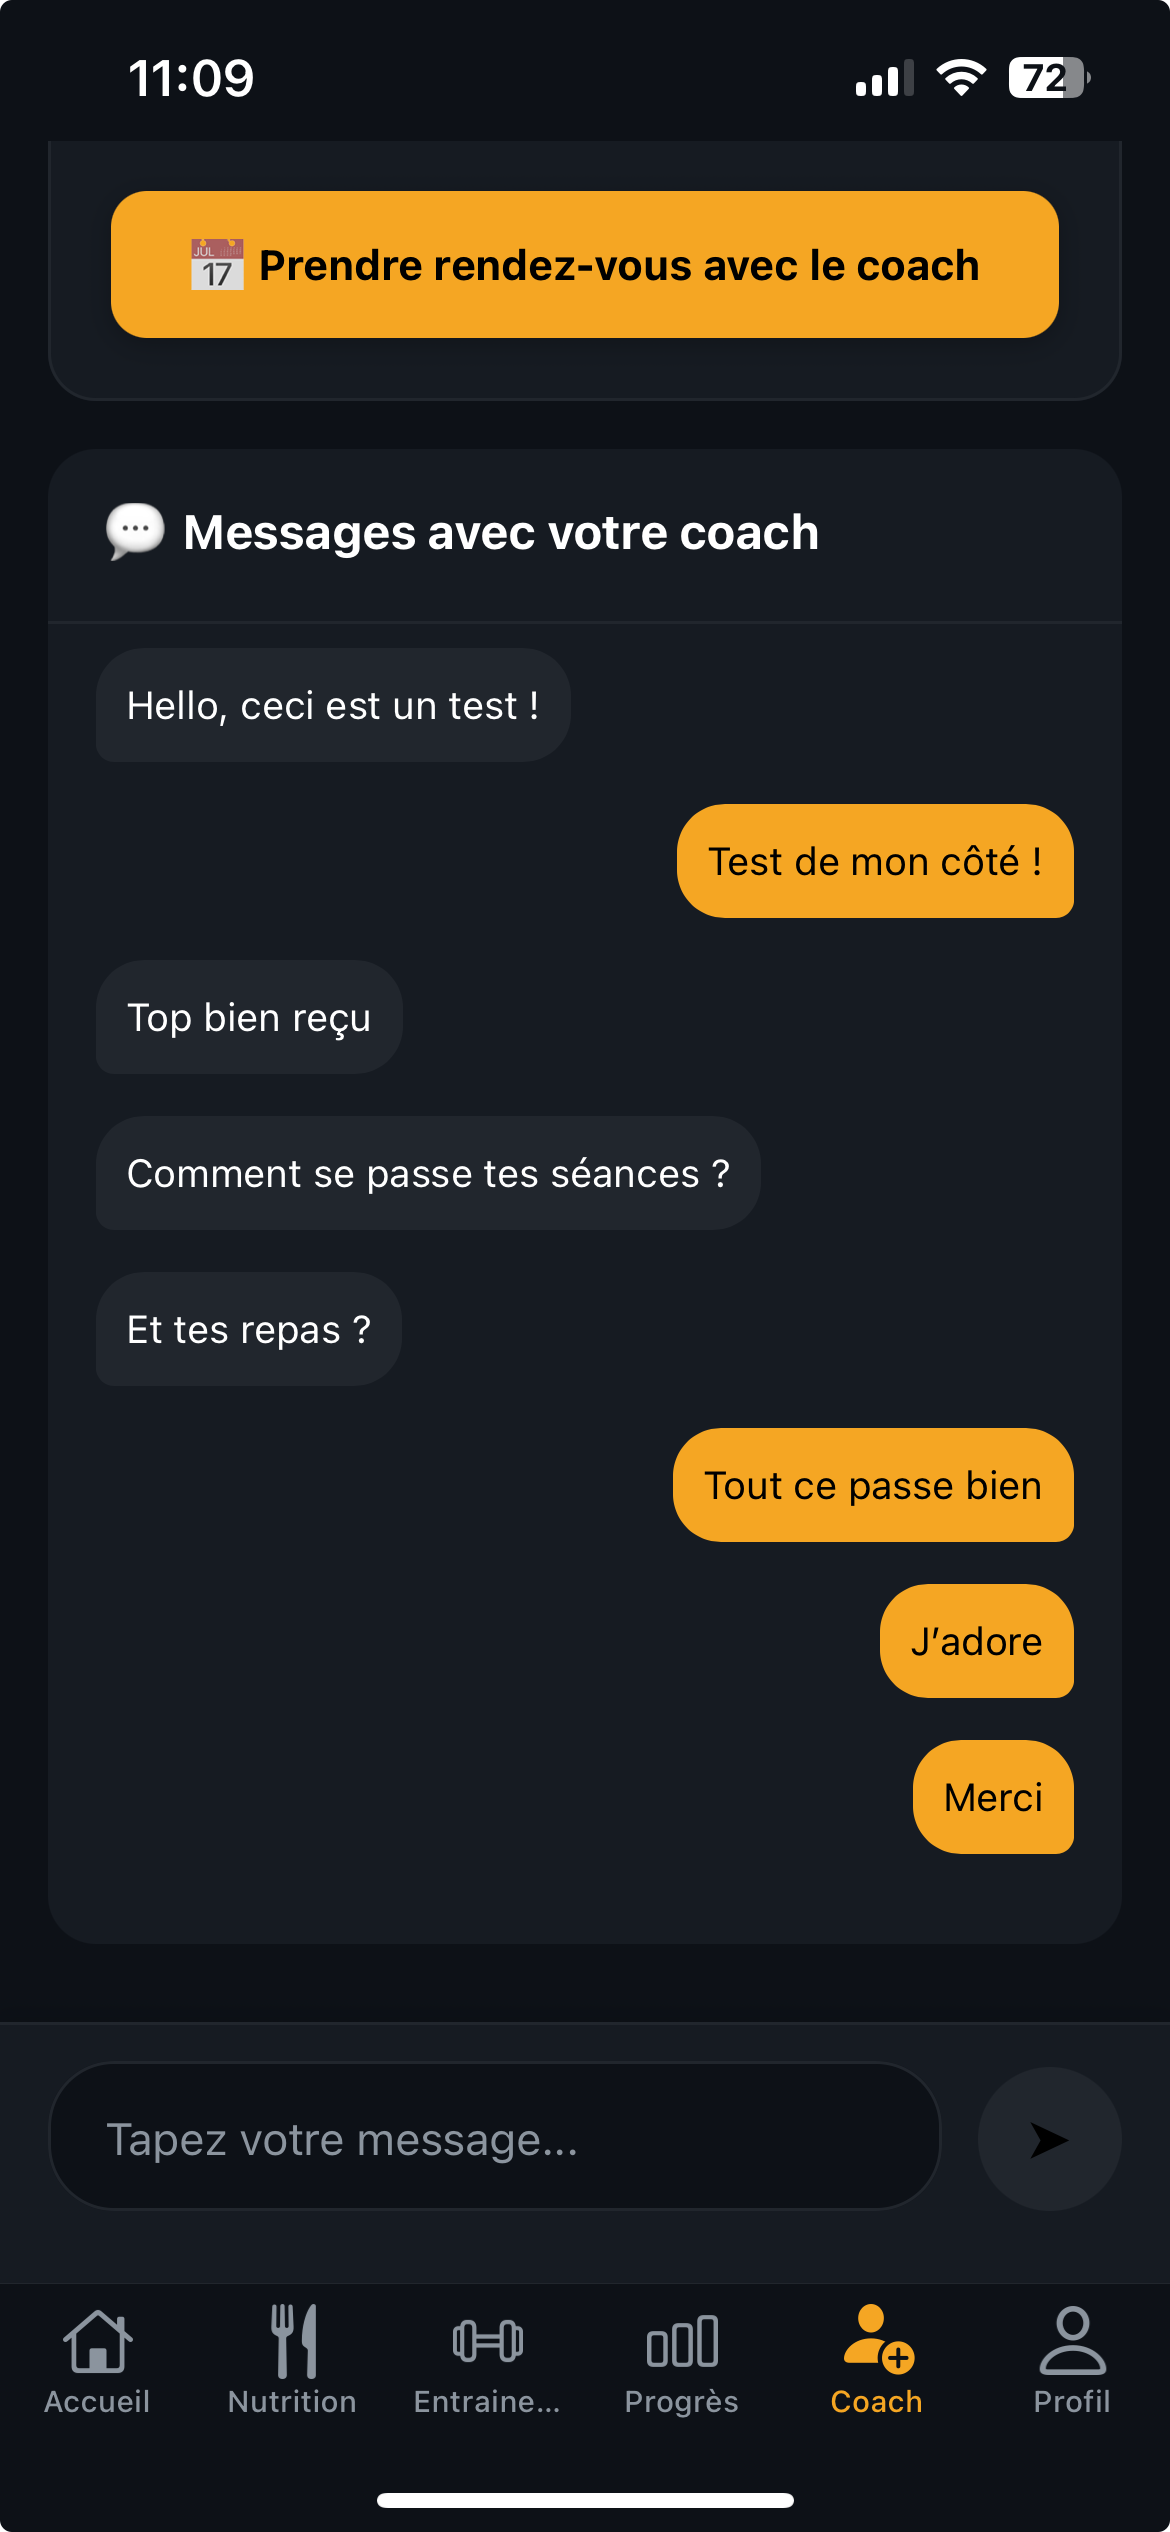 11:09
72
JUL
17
Prendre rendez-vous avec le coach
Messages avec votre coach
Hello, ceci est un test !
Test de mon côté !
Top bien reçu
Comment se passe tes séances ?
Et tes repas ?
Tout ce passe bien
J’adore
Merci
Tapez votre message...
Accueil
Nutrition
Entraine...
Progrès
Coach
Profil